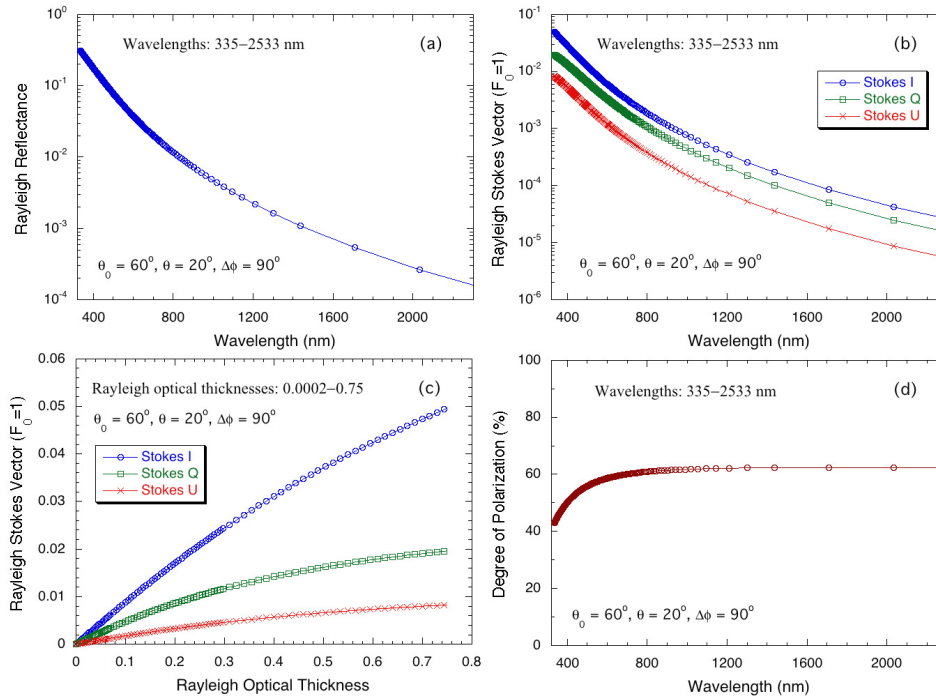 Wavelengths: 335–2533 nm
(a)
Rayleigh Reflectance
10⁰
10⁻¹
10⁻²
10⁻³
10⁻⁴
θ₀ = 60°, θ = 20°, Δϕ = 90°
400 800 1200 1600 2000
Wavelength (nm)
Wavelengths: 335–2533 nm
(b)
Rayleigh Stokes Vector (F₀=1)
10⁻¹
10⁻²
10⁻³
10⁻⁴
10⁻⁵
10⁻⁶
Stokes I
Stokes Q
Stokes U
θ₀ = 60°, θ = 20°, Δϕ = 90°
400 800 1200 1600 2000
Wavelength (nm)
Rayleigh optical thicknesses: 0.0002–0.75
(c)
θ₀ = 60°, θ = 20°, Δϕ = 90°
Rayleigh Stokes Vector (F₀=1)
0.06
0.05
0.04
0.03
0.02
0.01
0
Stokes I
Stokes Q
Stokes U
0 0.1 0.2 0.3 0.4 0.5 0.6 0.7 0.8
Rayleigh Optical Thickness
Wavelengths: 335–2533 nm
(d)
Degree of Polarization (%)
100
80
60
40
20
0
θ₀ = 60°, θ = 20°, Δϕ = 90°
400 800 1200 1600 2000
Wavelength (nm)